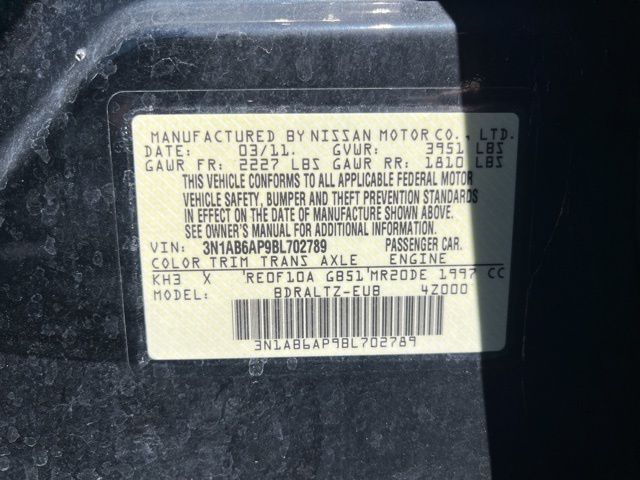 MANUFACTURED BY NISSAN MOTOR CO., LTD.
DATE: 03/11. GVWR: 3951 LBS
GAWR FR: 2227 LBS GAWR RR: 1810 LBS
THIS VEHICLE CONFORMS TO ALL APPLICABLE FEDERAL MOTOR
VEHICLE SAFETY, BUMPER AND THEFT PREVENTION STANDARDS
IN EFFECT ON THE DATE OF MANUFACTURE SHOWN ABOVE.
SEE OWNER'S MANUAL FOR ADDITIONAL INFORMATION.
VIN: 3N1AB6AP9BL702789 PASSENGER CAR.
COLOR TRIM TRANS AXLE ENGINE
KH3 X 'RE0F10A GB51'MR20DE 1997 CC
MODEL: BDRALTZ-EUB 4Z000
3N1AB6AP9BL702789